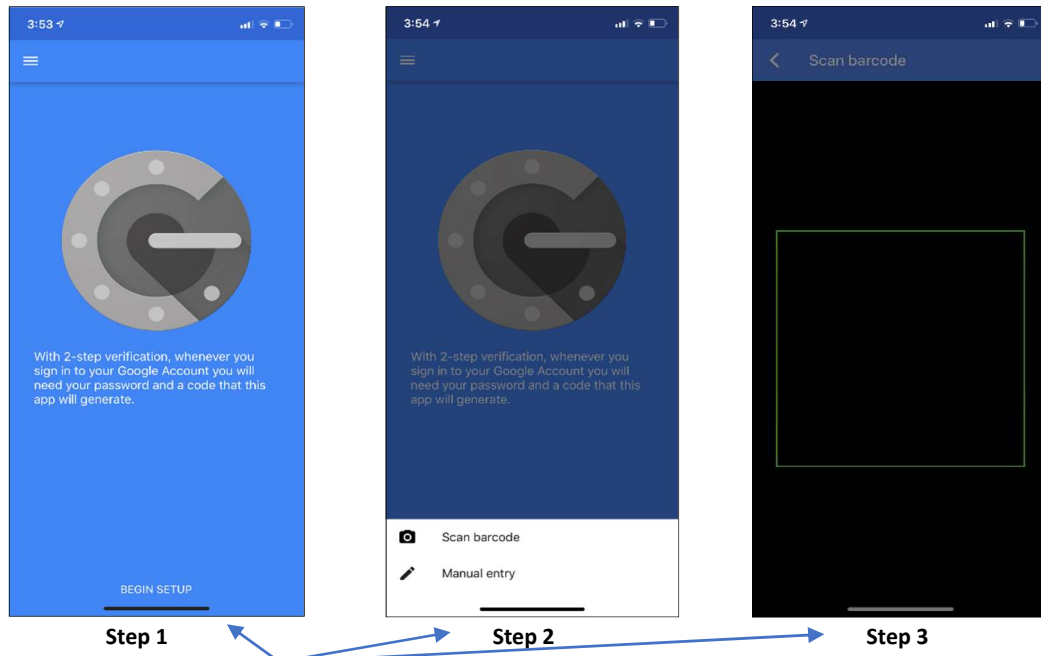 3:53
With 2-step verification, whenever you
sign in to your Google Account you will
need your password and a code that this
app will generate.
BEGIN SETUP
Step 1
3:54
With 2-step verification, whenever you
sign in to your Google Account you will
need your password and a code that this
app will generate.
Scan barcode
Manual entry
Step 2
3:54
Scan barcode
Step 3